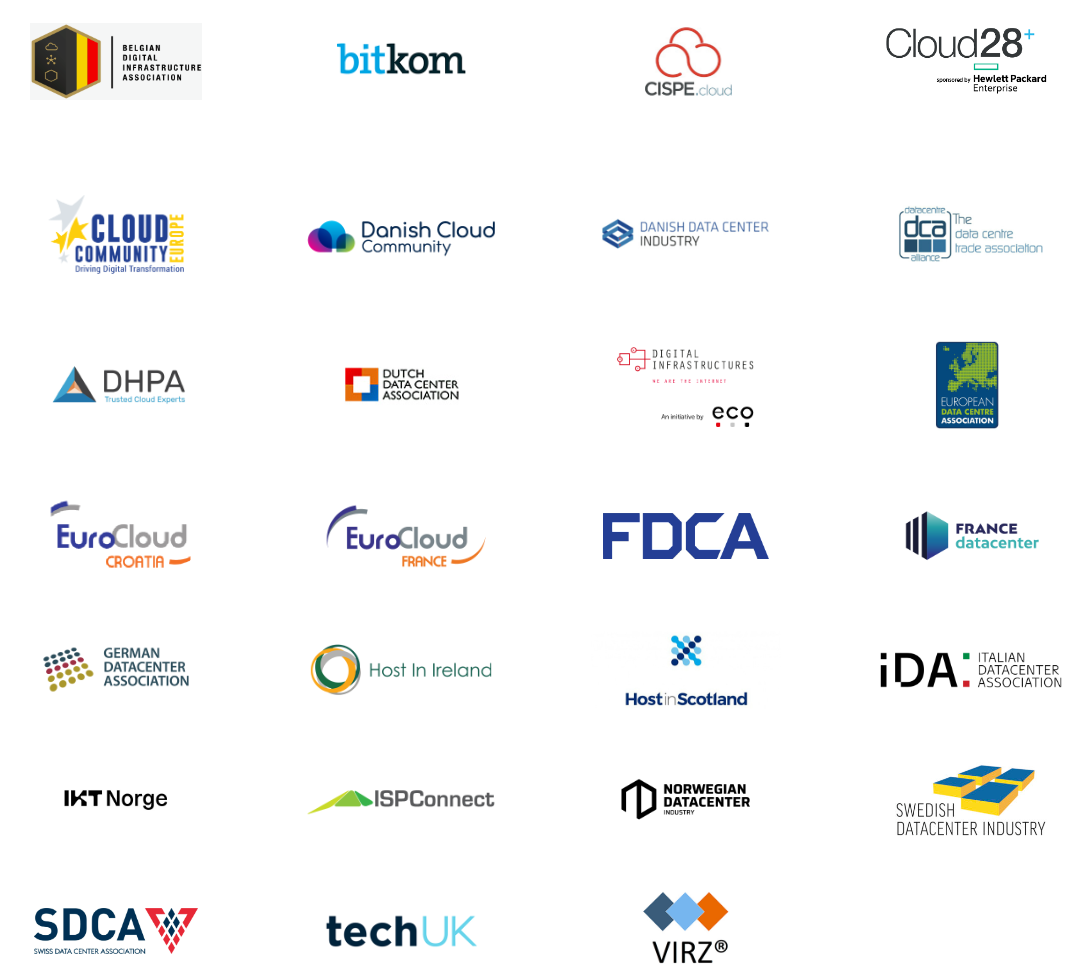 BELGIAN
DIGITAL
INFRASTRUCTURE
ASSOCIATION
bitkom
CISPE.cloud
Cloud28+
sponsored by Hewlett Packard
Enterprise
CLOUD
COMMUNITY
EUROPE
Driving Digital Transformation
Danish Cloud
Community
DANISH DATA CENTER
INDUSTRY
datacentre
dca
alliance
The
data centre
trade association
DHPA
Trusted Cloud Experts
DUTCH
DATA CENTER
ASSOCIATION
DIGITAL
INFRASTRUCTURES
WE ARE THE INTERNET
An initiative by eco
EUROPEAN
DATA CENTRE
ASSOCIATION
EuroCloud
CROATIA
EuroCloud
FRANCE
FDCA
FRANCE
datacenter
GERMAN
DATACENTER
ASSOCIATION
Host In Ireland
HostinScotland
iDA:
ITALIAN
DATACENTER
ASSOCIATION
IKT Norge
ISPConnect
NORWEGIAN
DATACENTER
INDUSTRY
SWEDISH
DATACENTER INDUSTRY
SDCA
SWISS DATA CENTER ASSOCIATION
techUK
VIRZ®